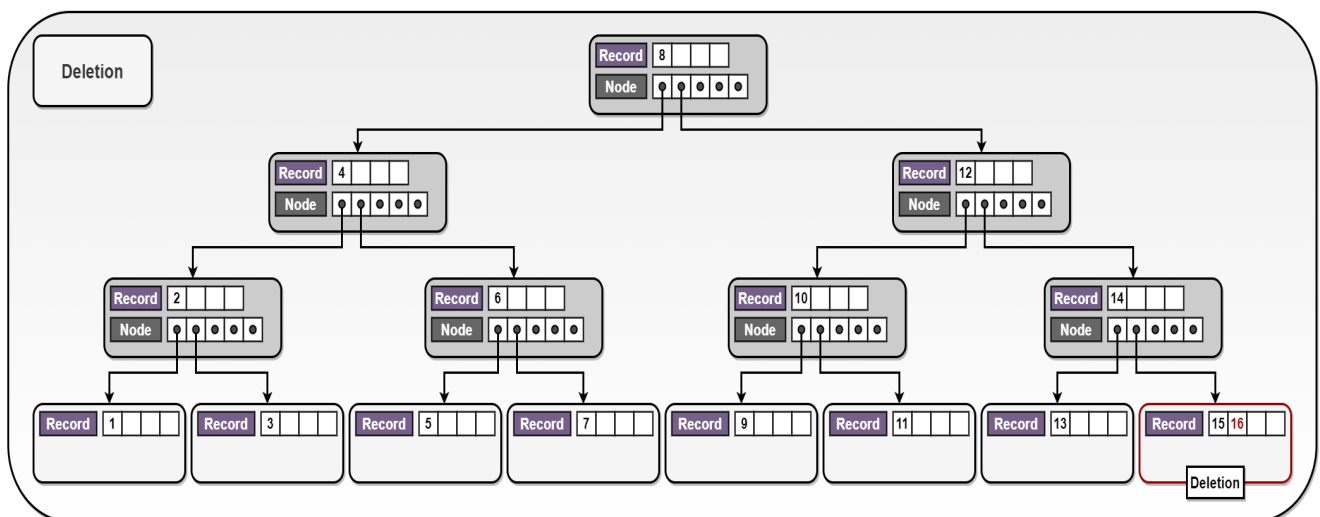 Deletion
Record 8
Node
Record 4
Node
Record 12
Node
Record 2
Node
Record 6
Node
Record 10
Node
Record 14
Node
Record 1
Record 3
Record 5
Record 7
Record 9
Record 11
Record 13
Record 15 16
Deletion